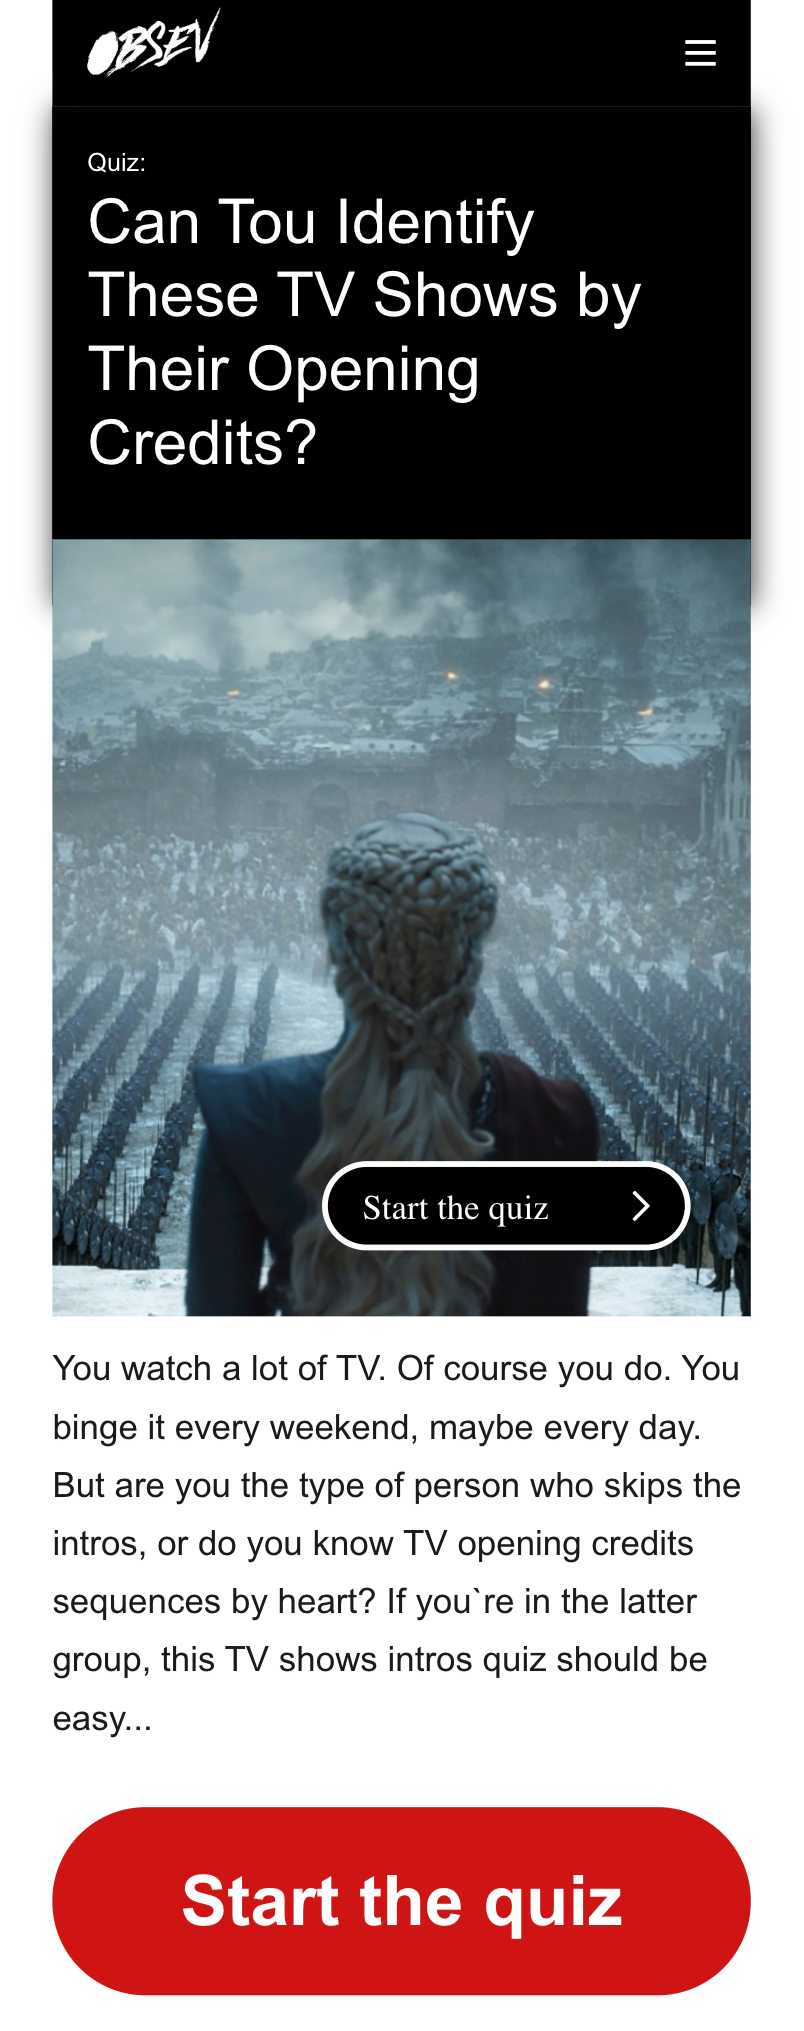 OBSEV
Quiz:
Can Tou Identify
These TV Shows by
Their Opening
Credits?
Start the quiz
You watch a lot of TV. Of course you do. You
binge it every weekend, maybe every day.
But are you the type of person who skips the
intros, or do you know TV opening credits
sequences by heart? If you`re in the latter
group, this TV shows intros quiz should be
easy...
Start the quiz